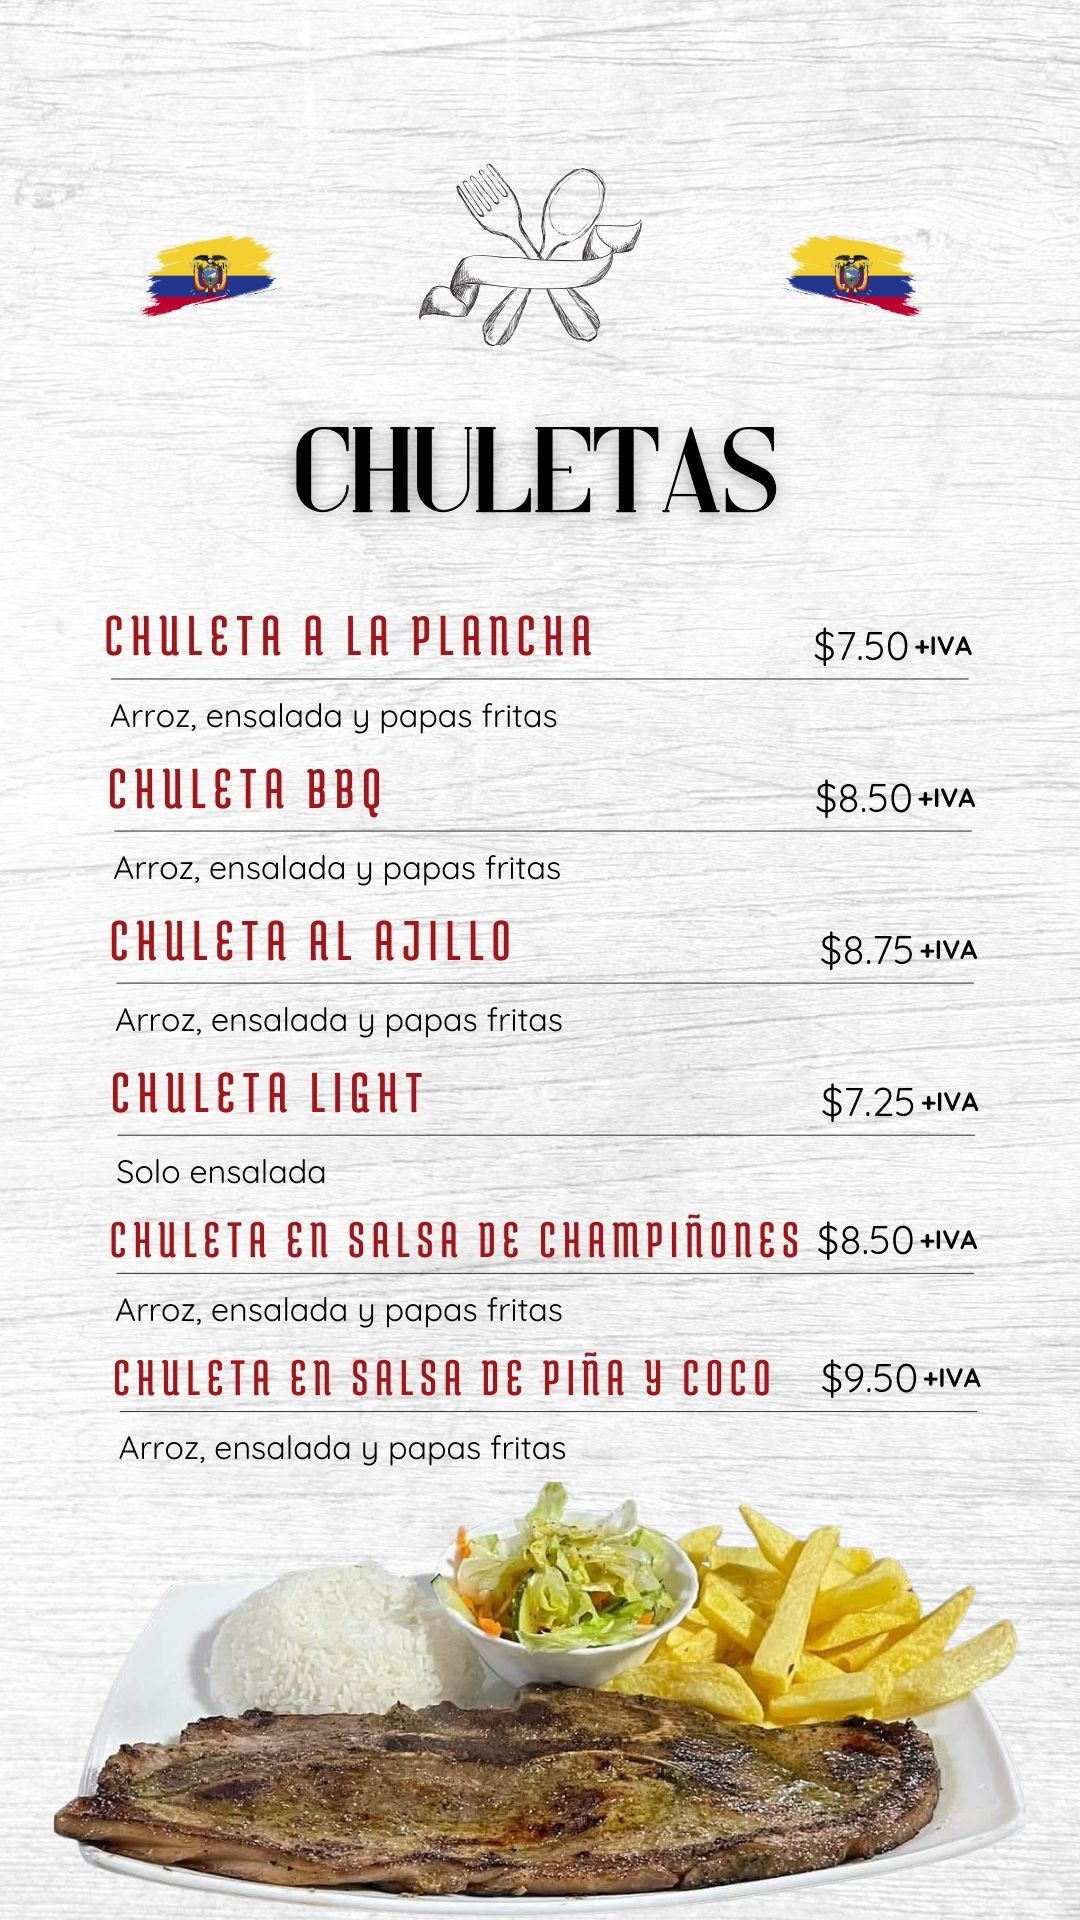 CHULETAS
CHULETA A LA PLANCHA $7.50 +IVA
Arroz, ensalada y papas fritas
CHULETA BBQ $8.50 +IVA
Arroz, ensalada y papas fritas
CHULETA AL AJILLO $8.75 +IVA
Arroz, ensalada y papas fritas
CHULETA LIGHT $7.25 +IVA
Solo ensalada
CHULETA EN SALSA DE CHAMPIÑONES $8.50 +IVA
Arroz, ensalada y papas fritas
CHULETA EN SALSA DE PIÑA Y COCO $9.50 +IVA
Arroz, ensalada y papas fritas